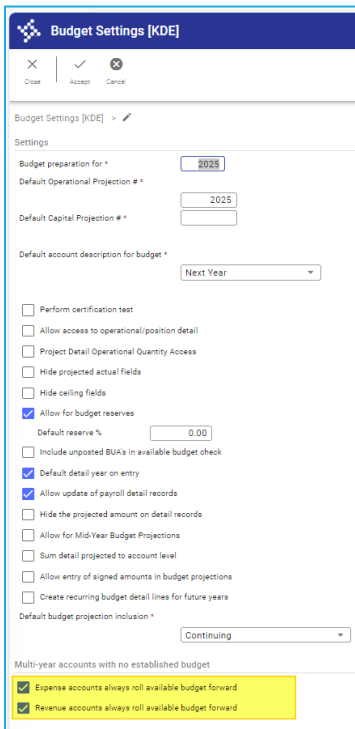 Budget Settings [KDE]
Close Accept Cancel
Budget Settings [KDE] >
Settings
Budget preparation for * 2025
Default Operational Projection # *
2025
Default Capital Projection # *
Default account description for budget *
Next Year
Perform certification test
Allow access to operational/position detail
Project Detail Operational Quantity Access
Hide projected actual fields
Hide ceiling fields
Allow for budget reserves
Default reserve % 0.00
Include unposted BUA's in available budget check
Default detail year on entry
Allow update of payroll detail records
Hide the projected amount on detail records
Allow for Mid-Year Budget Projections
Sum detail projected to account level
Allow entry of signed amounts in budget projections
Create recurring budget detail lines for future years
Default budget projection inclusion *
Continuing
Multi-year accounts with no established budget
Expense accounts always roll available budget forward
Revenue accounts always roll available budget forward